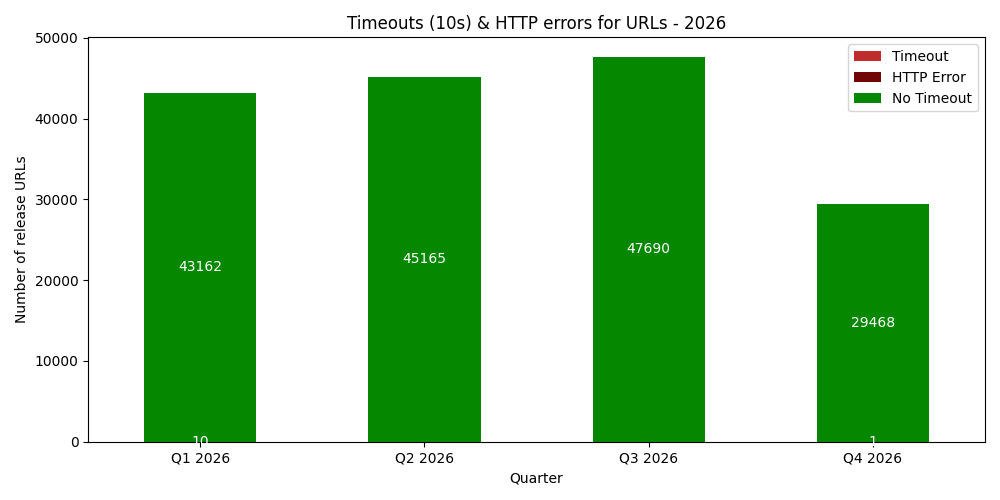 Timeouts (10s) & HTTP errors for URLs - 2026
Timeout
HTTP Error
No Timeout
Number of release URLs
50000
40000
30000
20000
10000
0
43162
45165
47690
29468
10
1
Q1 2026
Q2 2026
Q3 2026
Q4 2026
Quarter